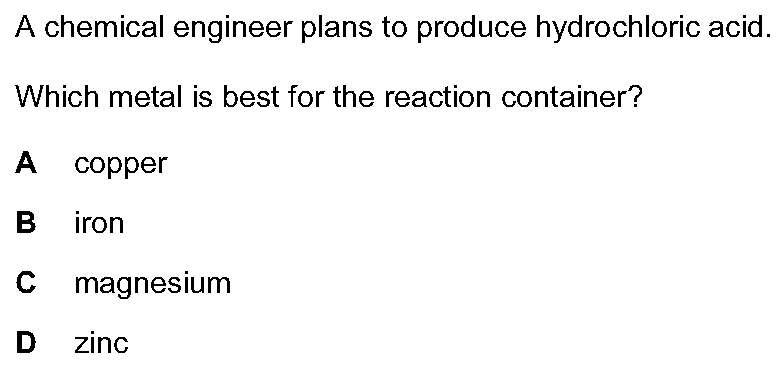 A chemical engineer plans to produce hydrochloric acid.
Which metal is best for the reaction container?
A copper
B iron
C magnesium
D zinc